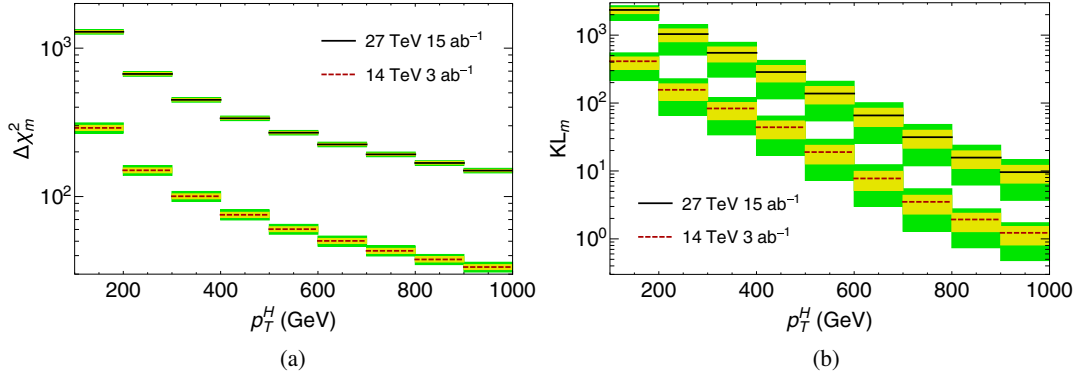 10³
10²
Δχ²ₘ
27 TeV 15 ab⁻¹
14 TeV 3 ab⁻¹
200 400 600 800 1000
p_T^H (GeV)
(a)
10³
10²
10¹
10⁰
KLₘ
27 TeV 15 ab⁻¹
14 TeV 3 ab⁻¹
200 400 600 800 1000
p_T^H (GeV)
(b)